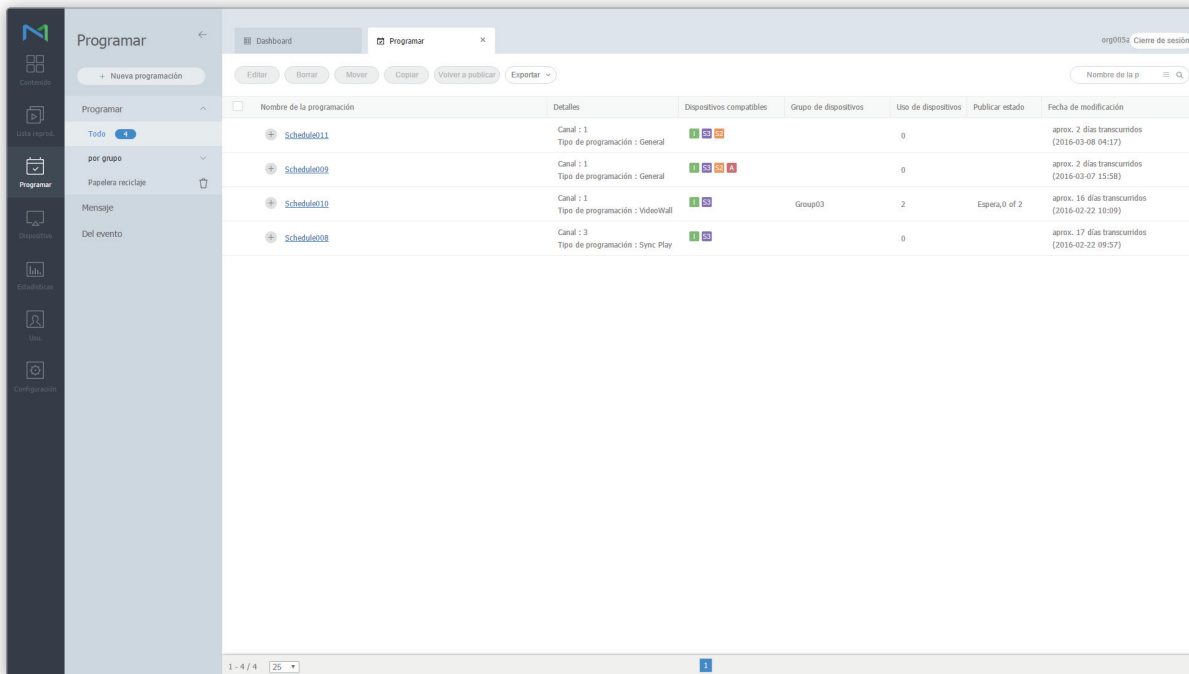 Contenido
Lista reprod.
Programar
Dispositivo
Estadísticas
Usu.
Configuración
Programar
+ Nueva programación
Programar
Todo 4
por grupo
Papelera reciclaje
Mensaje
Del evento
Dashboard
Programar ×
org005a Cierre de sesión
Editar Borrar Mover Copiar Volver a publicar Exportar
Nombre de la p
Nombre de la programación Detalles Dispositivos compatibles Grupo de dispositivos Uso de dispositivos Publicar estado Fecha de modificación
Schedule011 Canal : 1 I S3 S2 0 aprox. 2 días transcurridos
Tipo de programación : General (2016-03-08 04:17)
Schedule009 Canal : 1 I S3 S2 A 0 aprox. 2 días transcurridos
Tipo de programación : General (2016-03-07 15:58)
Schedule010 Canal : 1 I S3 Group03 2 Espera,0 of 2 aprox. 16 días transcurridos
Tipo de programación : VideoWall (2016-02-22 10:09)
Schedule008 Canal : 3 I S3 0 aprox. 17 días transcurridos
Tipo de programación : Sync Play (2016-02-22 09:57)
1 - 4 / 4 25 1